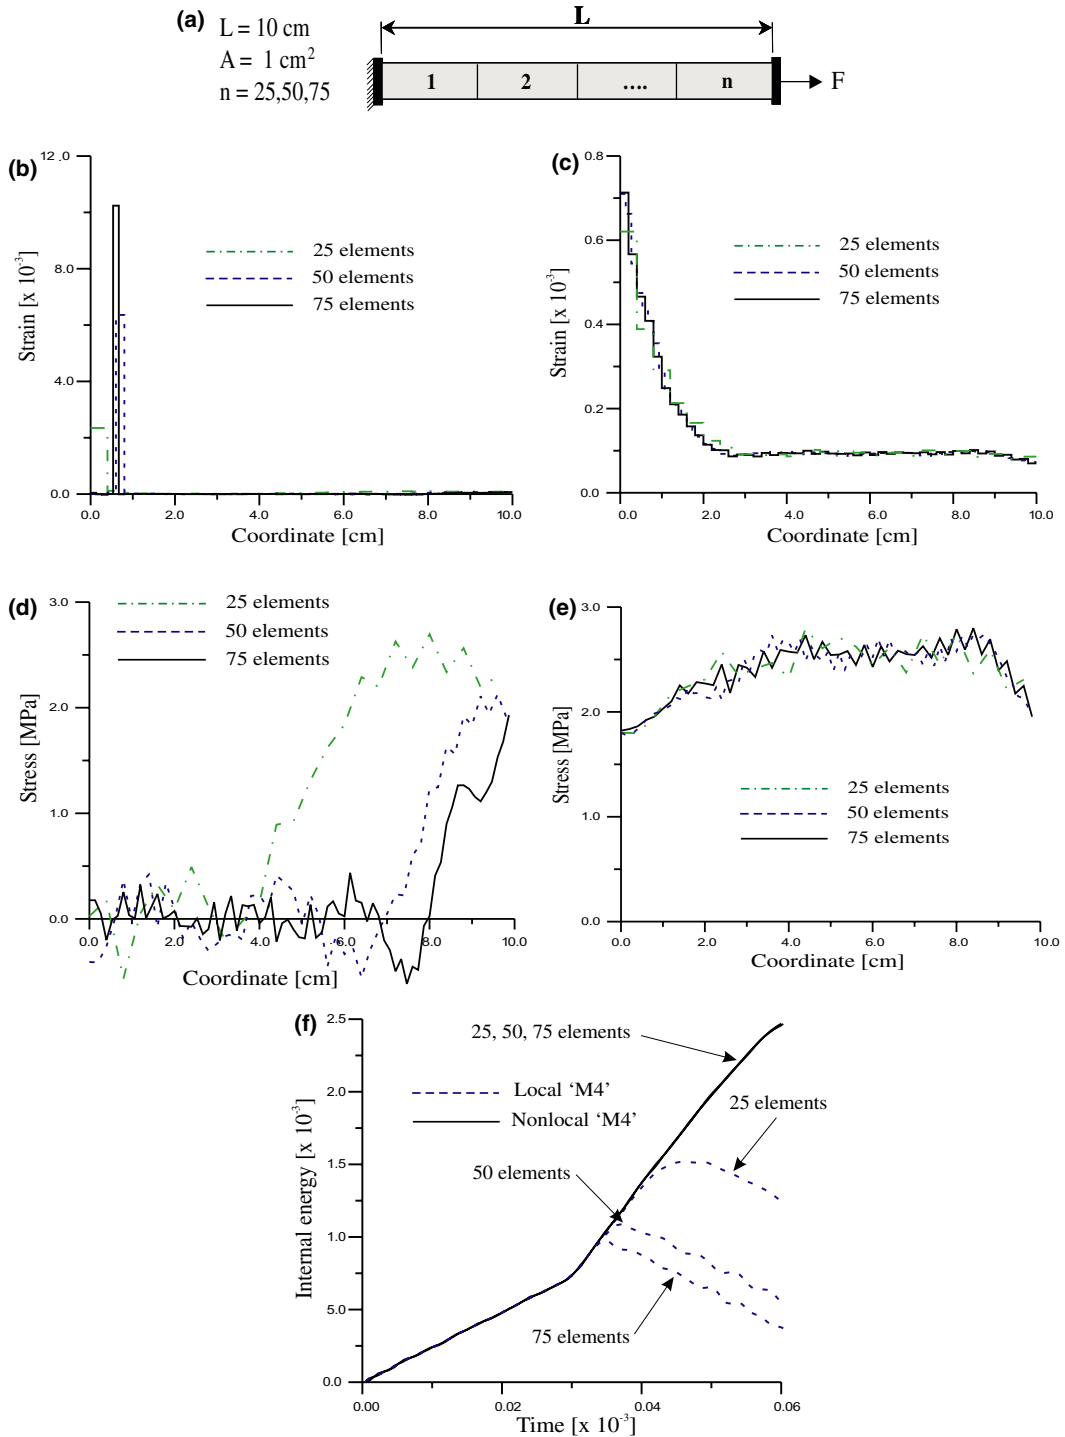 (a)
L = 10 cm
A = 1 cm²
n = 25,50,75
L
1 2 .... n
F
(b)
12.0
8.0
4.0
0.0
Strain [x 10⁻³]
25 elements
50 elements
75 elements
0.0 2.0 4.0 6.0 8.0 10.0
Coordinate [cm]
(c)
0.8
0.6
0.4
0.2
0.0
Strain [x 10⁻³]
25 elements
50 elements
75 elements
0.0 2.0 4.0 6.0 8.0 10.0
Coordinate [cm]
(d)
3.0
2.0
1.0
0.0
Stress [MPa]
25 elements
50 elements
75 elements
0.0 2.0 4.0 6.0 8.0 10.0
Coordinate [cm]
(e)
3.0
2.0
1.0
0.0
Stress [MPa]
25 elements
50 elements
75 elements
0.0 2.0 4.0 6.0 8.0 10.0
Coordinate [cm]
(f)
2.5
2.0
1.5
1.0
5.0
0.0
Internal energy [x 10⁻³]
25, 50, 75 elements
Local ‘M4’
Nonlocal ‘M4’
25 elements
50 elements
75 elements
0.00 0.02 0.04 0.06
Time [x 10⁻³]